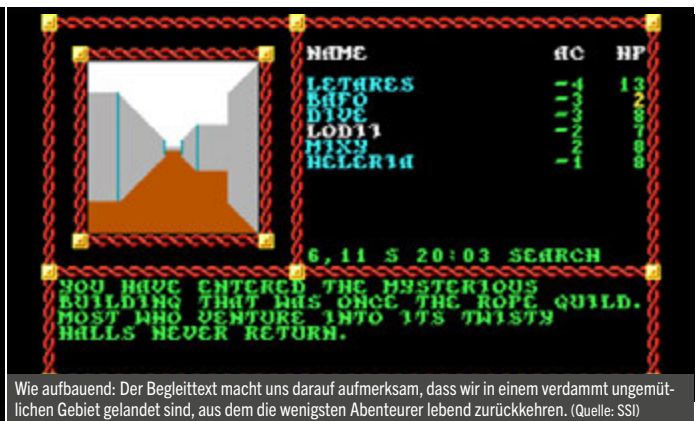 NAME AC HP
LETARES -4 13
BAFO -3 2
DIVE -3 8
LODII -2 7
MIXY 2 8
HELERIA -1 8
6,11 S 20:03 SEARCH
YOU HAVE ENTERED THE MYSTERIOUS
BUILDING THAT WAS ONCE THE ROPE GUILD.
MOST WHO VENTURE INTO ITS TWISTY
HALLS NEVER RETURN.
Wie aufbauend: Der Begleittext macht uns darauf aufmerksam, dass wir in einem verdammt ungemüt-
lichen Gebiet gelandet sind, aus dem die wenigsten Abenteurer lebend zurückkehren. (Quelle: SSI)